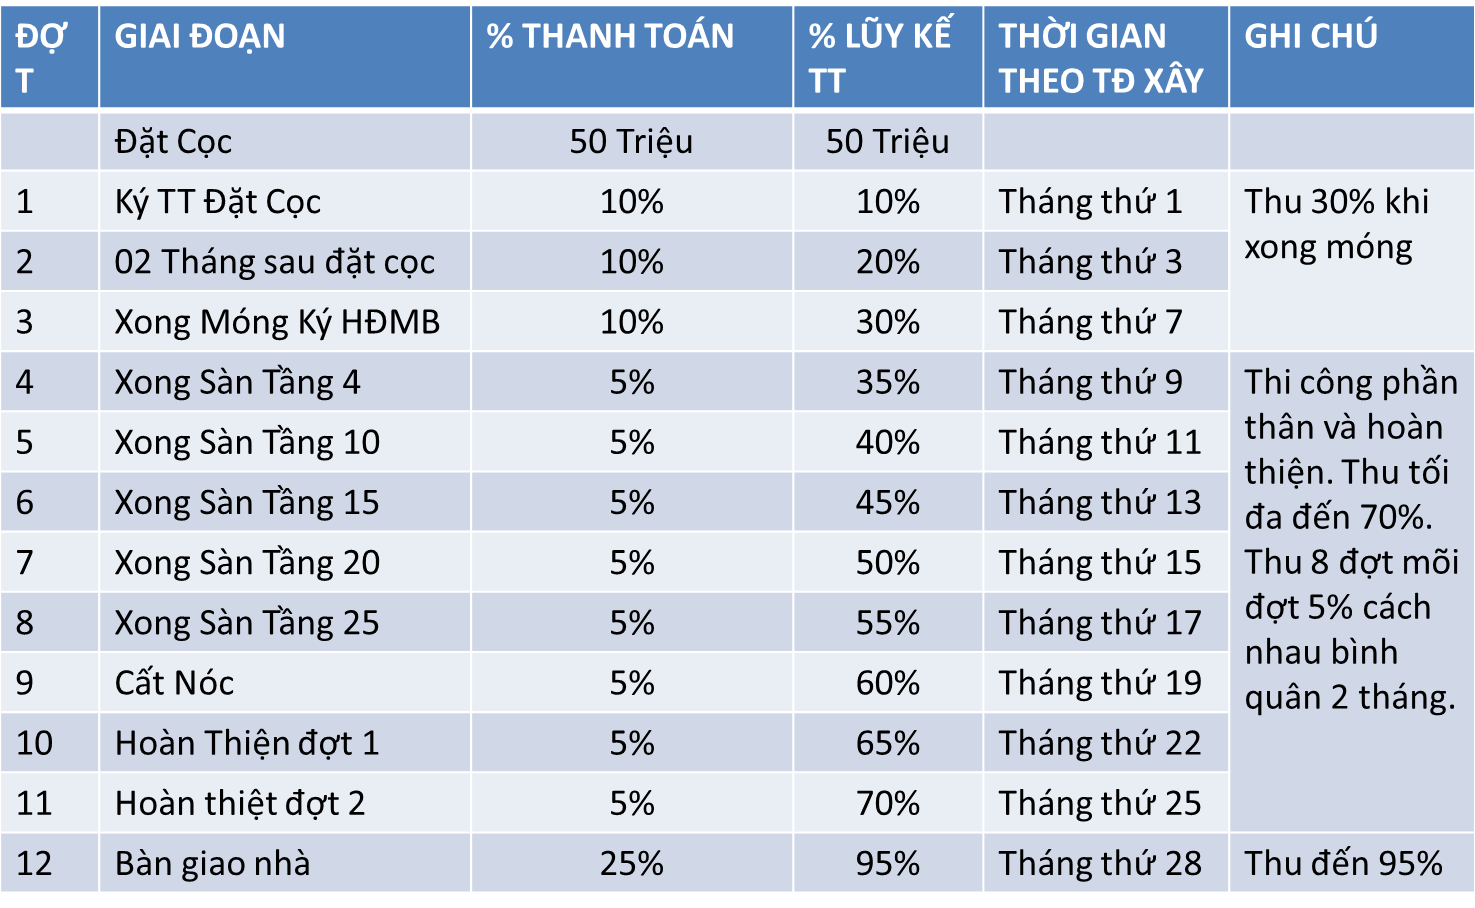 ĐỢ
T
GIAI ĐOẠN
% THANH TOÁN
% LŨY KẾ
TT
THỜI GIAN
THEO TĐ XÂY
GHI CHÚ
Đặt Cọc
50 Triệu
50 Triệu
1
Ký TT Đặt Cọc
10%
10%
Tháng thứ 1
Thu 30% khi
xong móng
2
02 Tháng sau đặt cọc
10%
20%
Tháng thứ 3
3
Xong Móng Ký HĐMB
10%
30%
Tháng thứ 7
4
Xong Sàn Tầng 4
5%
35%
Tháng thứ 9
Thi công phần
thân và hoàn
thiện. Thu tối
đa đến 70%.
Thu 8 đợt mõi
đợt 5% cách
nhau bình
quân 2 tháng.
5
Xong Sàn Tầng 10
5%
40%
Tháng thứ 11
6
Xong Sàn Tầng 15
5%
45%
Tháng thứ 13
7
Xong Sàn Tầng 20
5%
50%
Tháng thứ 15
8
Xong Sàn Tầng 25
5%
55%
Tháng thứ 17
9
Cất Nóc
5%
60%
Tháng thứ 19
10
Hoàn Thiện đợt 1
5%
65%
Tháng thứ 22
11
Hoàn thiệt đợt 2
5%
70%
Tháng thứ 25
12
Bàn giao nhà
25%
95%
Tháng thứ 28
Thu đến 95%